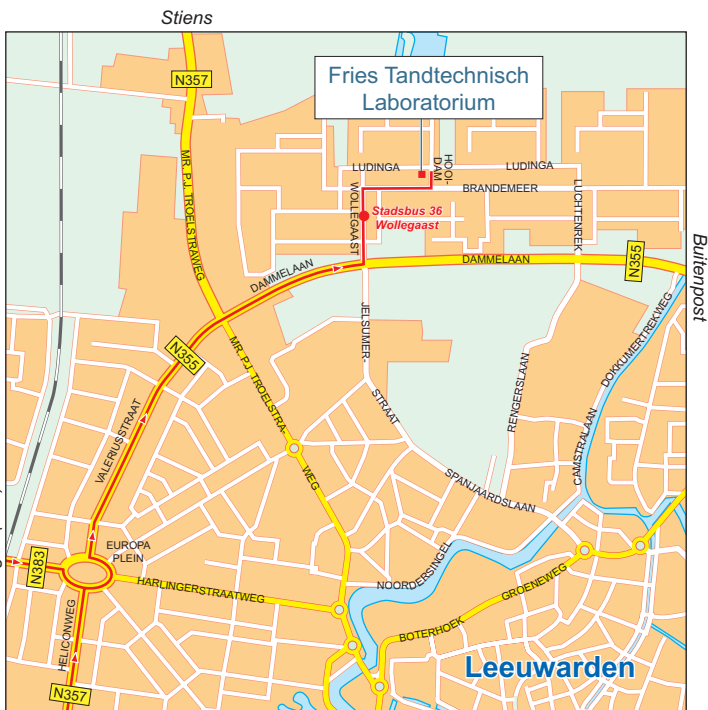 Stiens
N357
Fries Tandtechnisch
Laboratorium
MR. P.J. TROELSTRAWEG
LUDINGA
HOOI-
DAM
LUDINGA
BRANDEMEER
WOLLEGAAST
LUCHTENREK
Stadsbus 36
Wollegaast
DAMMELAAN
DAMMELAAN
N355
Buitenpost
JELSUMER-
STRAAT
N355
MR. P.J. TROELSTRA-
WEG
VALERIUSSTRAAT
RENGERSLAAN
DOKKUMERTREKWEG
CAMSTRALAAN
SPANJAARDSLAAN
EUROPA
PLEIN
N383
HARLINGERSTRAATWEG
NOORDERSINGEL
GROENEWEG
BOTERHOEK
HELICONWEG
Leeuwarden
N357